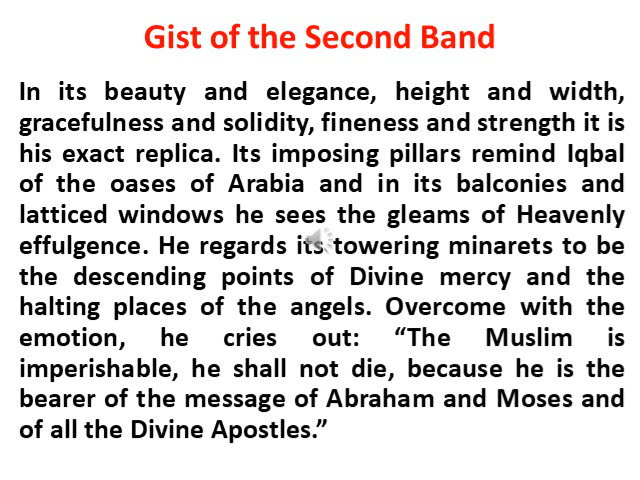 Gist of the Second Band
In its beauty and elegance, height and width,
gracefulness and solidity, fineness and strength it is
his exact replica. Its imposing pillars remind Iqbal
of the oases of Arabia and in its balconies and
latticed windows he sees the gleams of Heavenly
effulgence. He regards its towering minarets to be
the descending points of Divine mercy and the
halting places of the angels. Overcome with the
emotion, he cries out: “The Muslim is
imperishable, he shall not die, because he is the
bearer of the message of Abraham and Moses and
of all the Divine Apostles.”